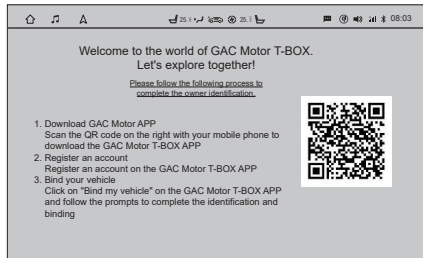 25.5 25.5 08:03
Welcome to the world of GAC Motor T-BOX.
Let's explore together!
Please follow the following process to
complete the owner identification.
1. Download GAC Motor APP
Scan the QR code on the right with your mobile phone to
download the GAC Motor T-BOX APP
2. Register an account
Register an account on the GAC Motor T-BOX APP
3. Bind your vehicle
Click on "Bind my vehicle" on the GAC Motor T-BOX APP
and follow the prompts to complete the identification and
binding